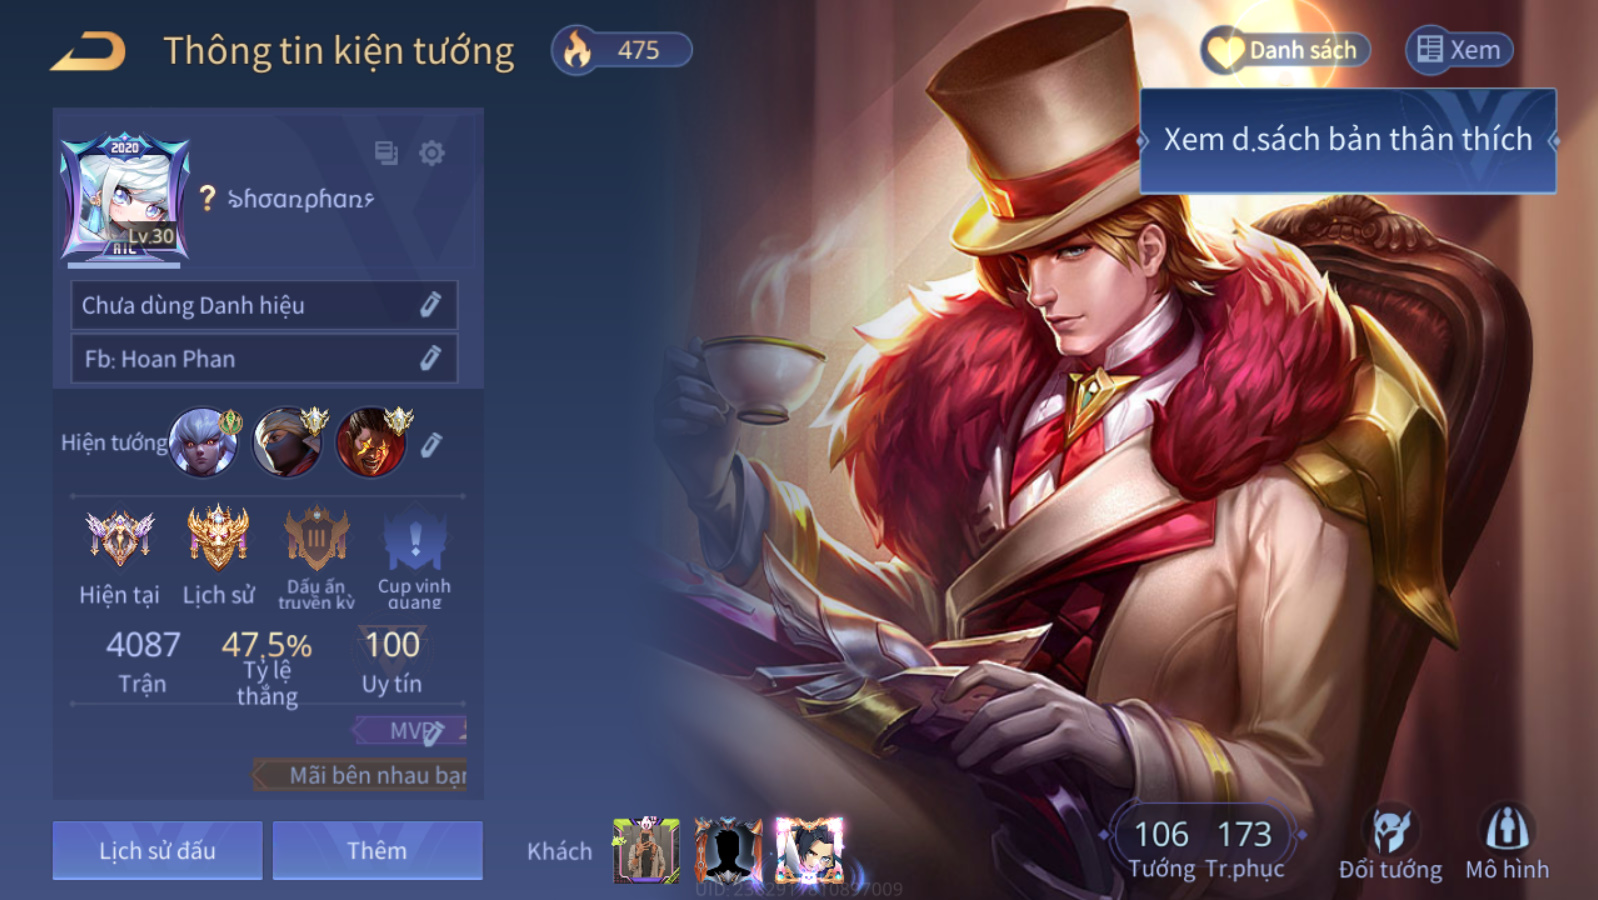 Thông tin kiện tướng
475
Danh sách
Xem
Xem d.sách bản thân thích
2020
Lv.30
AIC
?
Chưa dùng Danh hiệu
Fb: Hoan Phan
Hiện tướng
III
!
Hiện tại
Lịch sử
Dấu ấn
truyền kỳ
Cup vinh
quang
4087
47.5%
100
Trận
Tỷ lệ
thắng
Uy tín
MVP
Mãi bên nhau bạn
Lịch sử đấu
Thêm
Khách
106
173
Tướng
Tr.phục
Đổi tướng
Mô hình